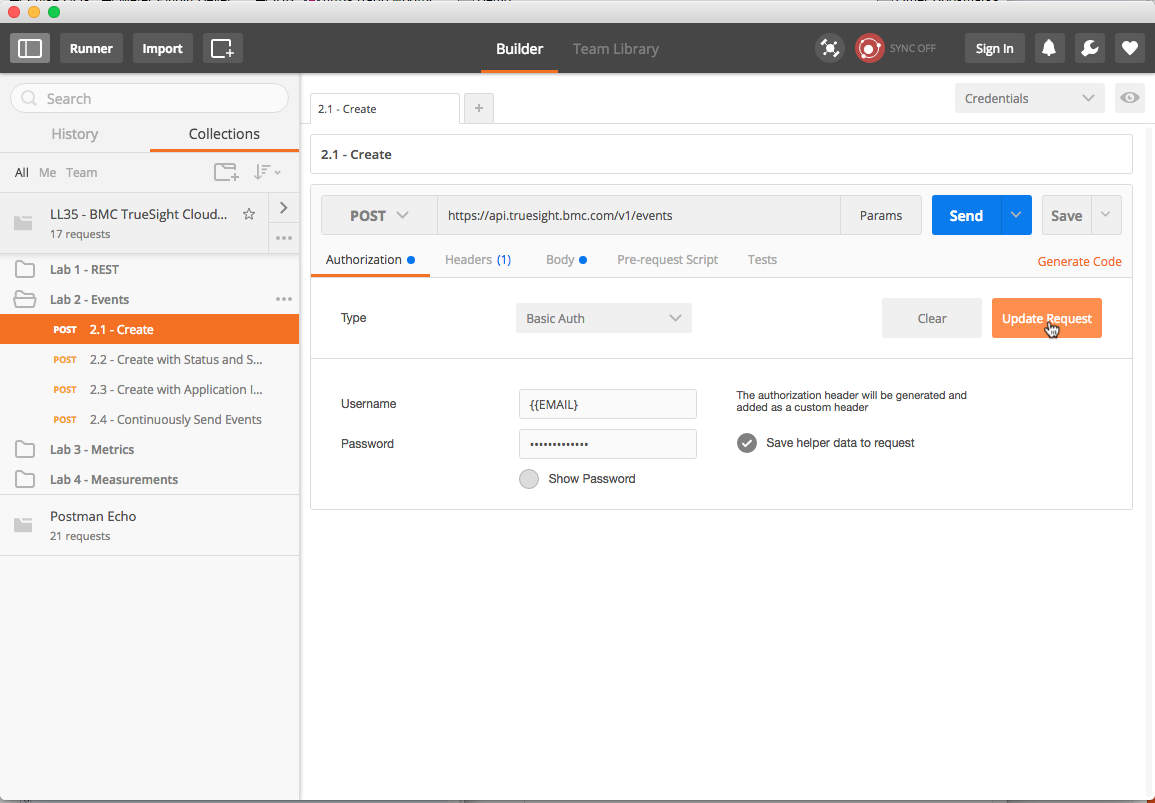 Runner
Import
Builder
Team Library
SYNC OFF
Sign In
Search
History
Collections
All Me Team
LL35 - BMC TrueSight Cloud...
17 requests
Lab 1 - REST
Lab 2 - Events
POST 2.1 - Create
POST 2.2 - Create with Status and S...
POST 2.3 - Create with Application I...
POST 2.4 - Continuously Send Events
Lab 3 - Metrics
Lab 4 - Measurements
Postman Echo
21 requests
2.1 - Create
+
Credentials
2.1 - Create
POST
https://api.truesight.bmc.com/v1/events
Params
Send
Save
Authorization
Headers (1)
Body
Pre-request Script
Tests
Generate Code
Type
Basic Auth
Clear
Update Request
Username
{{EMAIL}
The authorization header will be generated and
added as a custom header
Password
•••••••••••••
Save helper data to request
Show Password